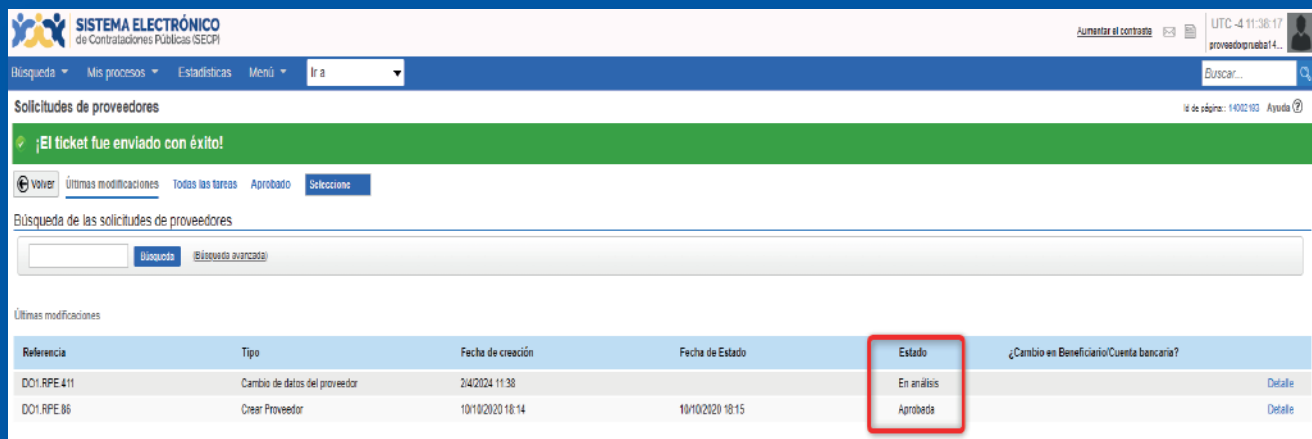 SISTEMA ELECTRÓNICO
de Contrataciones Públicas (SECP)
Aumentar el contraste
UTC -4 11:38:17
proveedorprueba14...
Búsqueda Mis procesos Estadísticas Menú Ir a Buscar...
Solicitudes de proveedores Id de página:: 14002193 Ayuda ?
¡El ticket fue enviado con éxito!
Volver Últimas modificaciones Todas las tareas Aprobado Seleccione
Búsqueda de las solicitudes de proveedores
Búsqueda (Búsqueda avanzada)
Últimas modificaciones
Referencia Tipo Fecha de creación Fecha de Estado Estado ¿Cambio en Beneficiario/Cuenta bancaria?
DO1.RPE.411 Cambio de datos del proveedor 2/4/2024 11:38 En análisis Detalle
DO1.RPE.86 Crear Proveedor 10/10/2020 18:14 10/10/2020 18:15 Aprobada Detalle